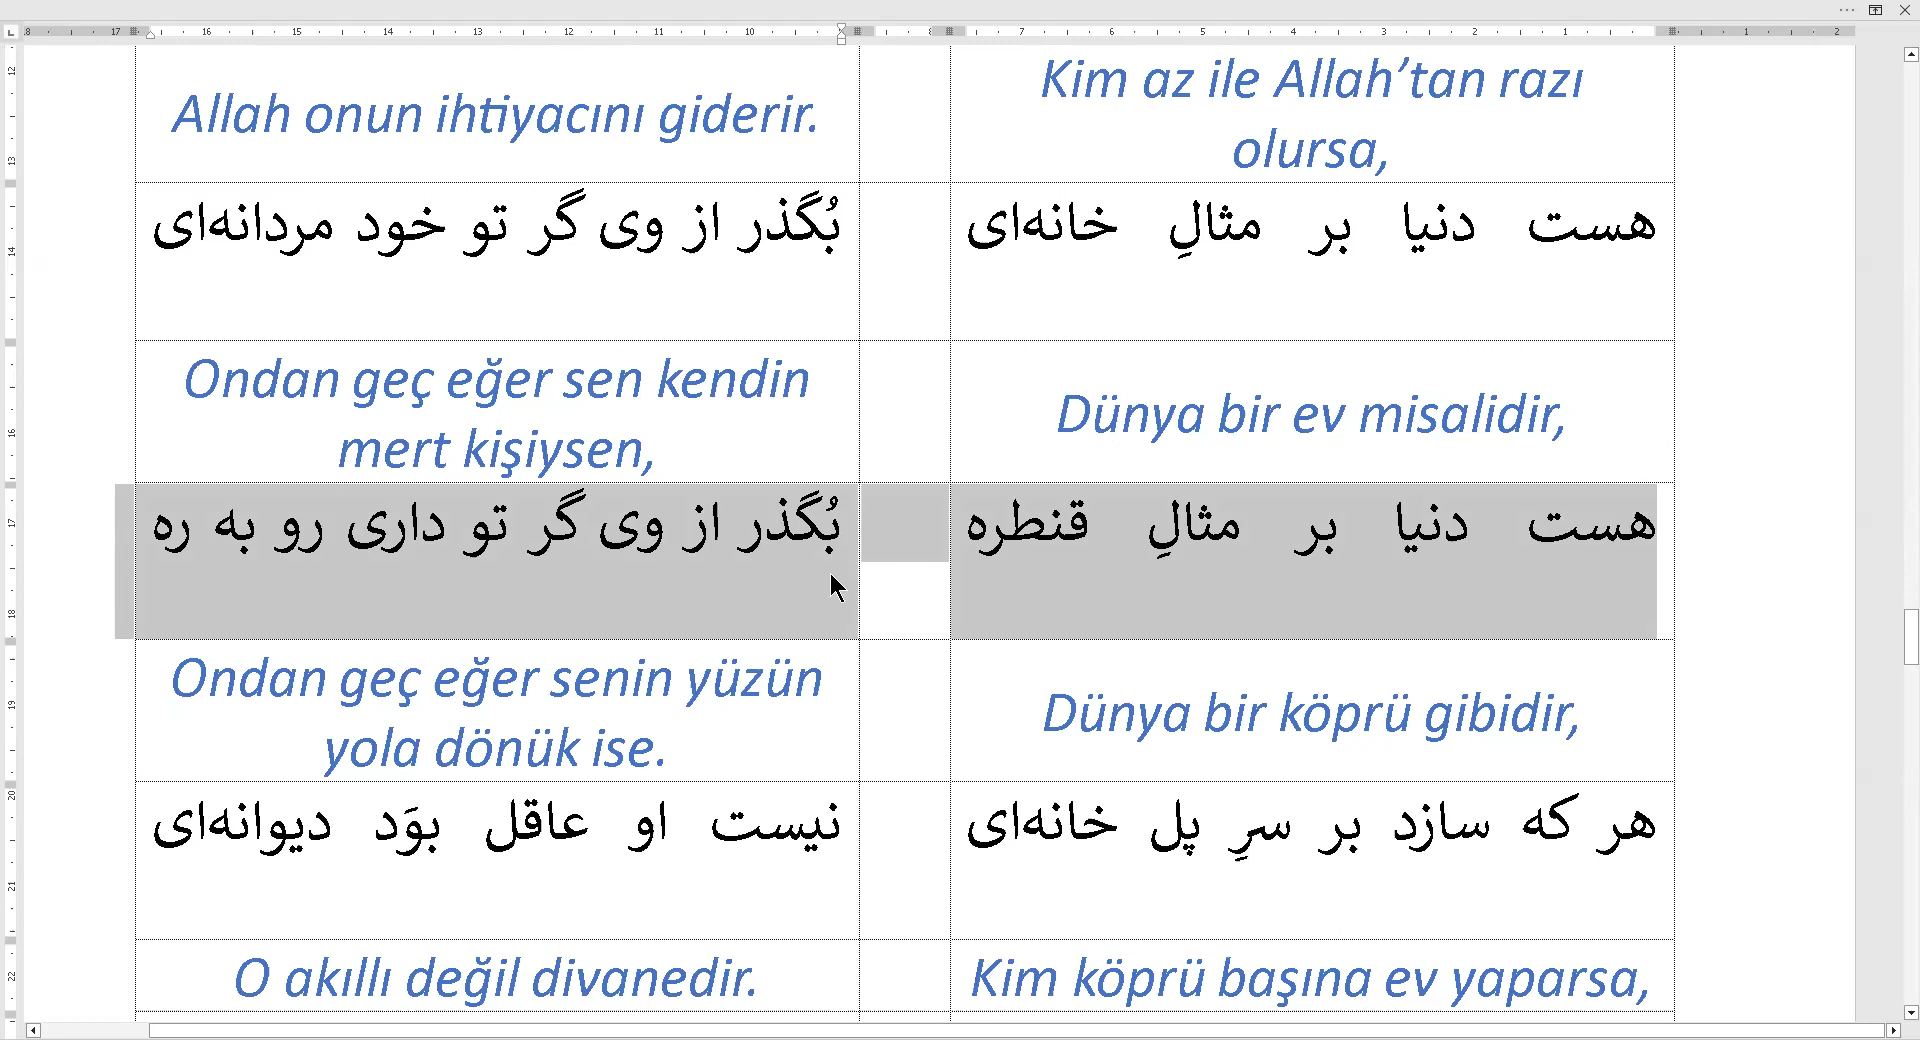 Kim az ile Allah’tan razı
olursa,
Allah onun ihtiyacını giderir.
هست دنیا بر مثالِ خانه‌ای
بُگذر از وی گر تو خود مردانه‌ای
Dünya bir ev misalidir,
Ondan geç eğer sen kendin
mert kişiysen,
هست دنیا بر مثالِ قنطره
بُگذر از وی گر تو داری رو به ره
Dünya bir köprü gibidir,
Ondan geç eğer senin yüzün
yola dönük ise.
هر که سازد بر سرِ پل خانه‌ای
نیست او عاقل بوَد دیوانه‌ای
Kim köprü başına ev yaparsa,
O akıllı değil divanedir.